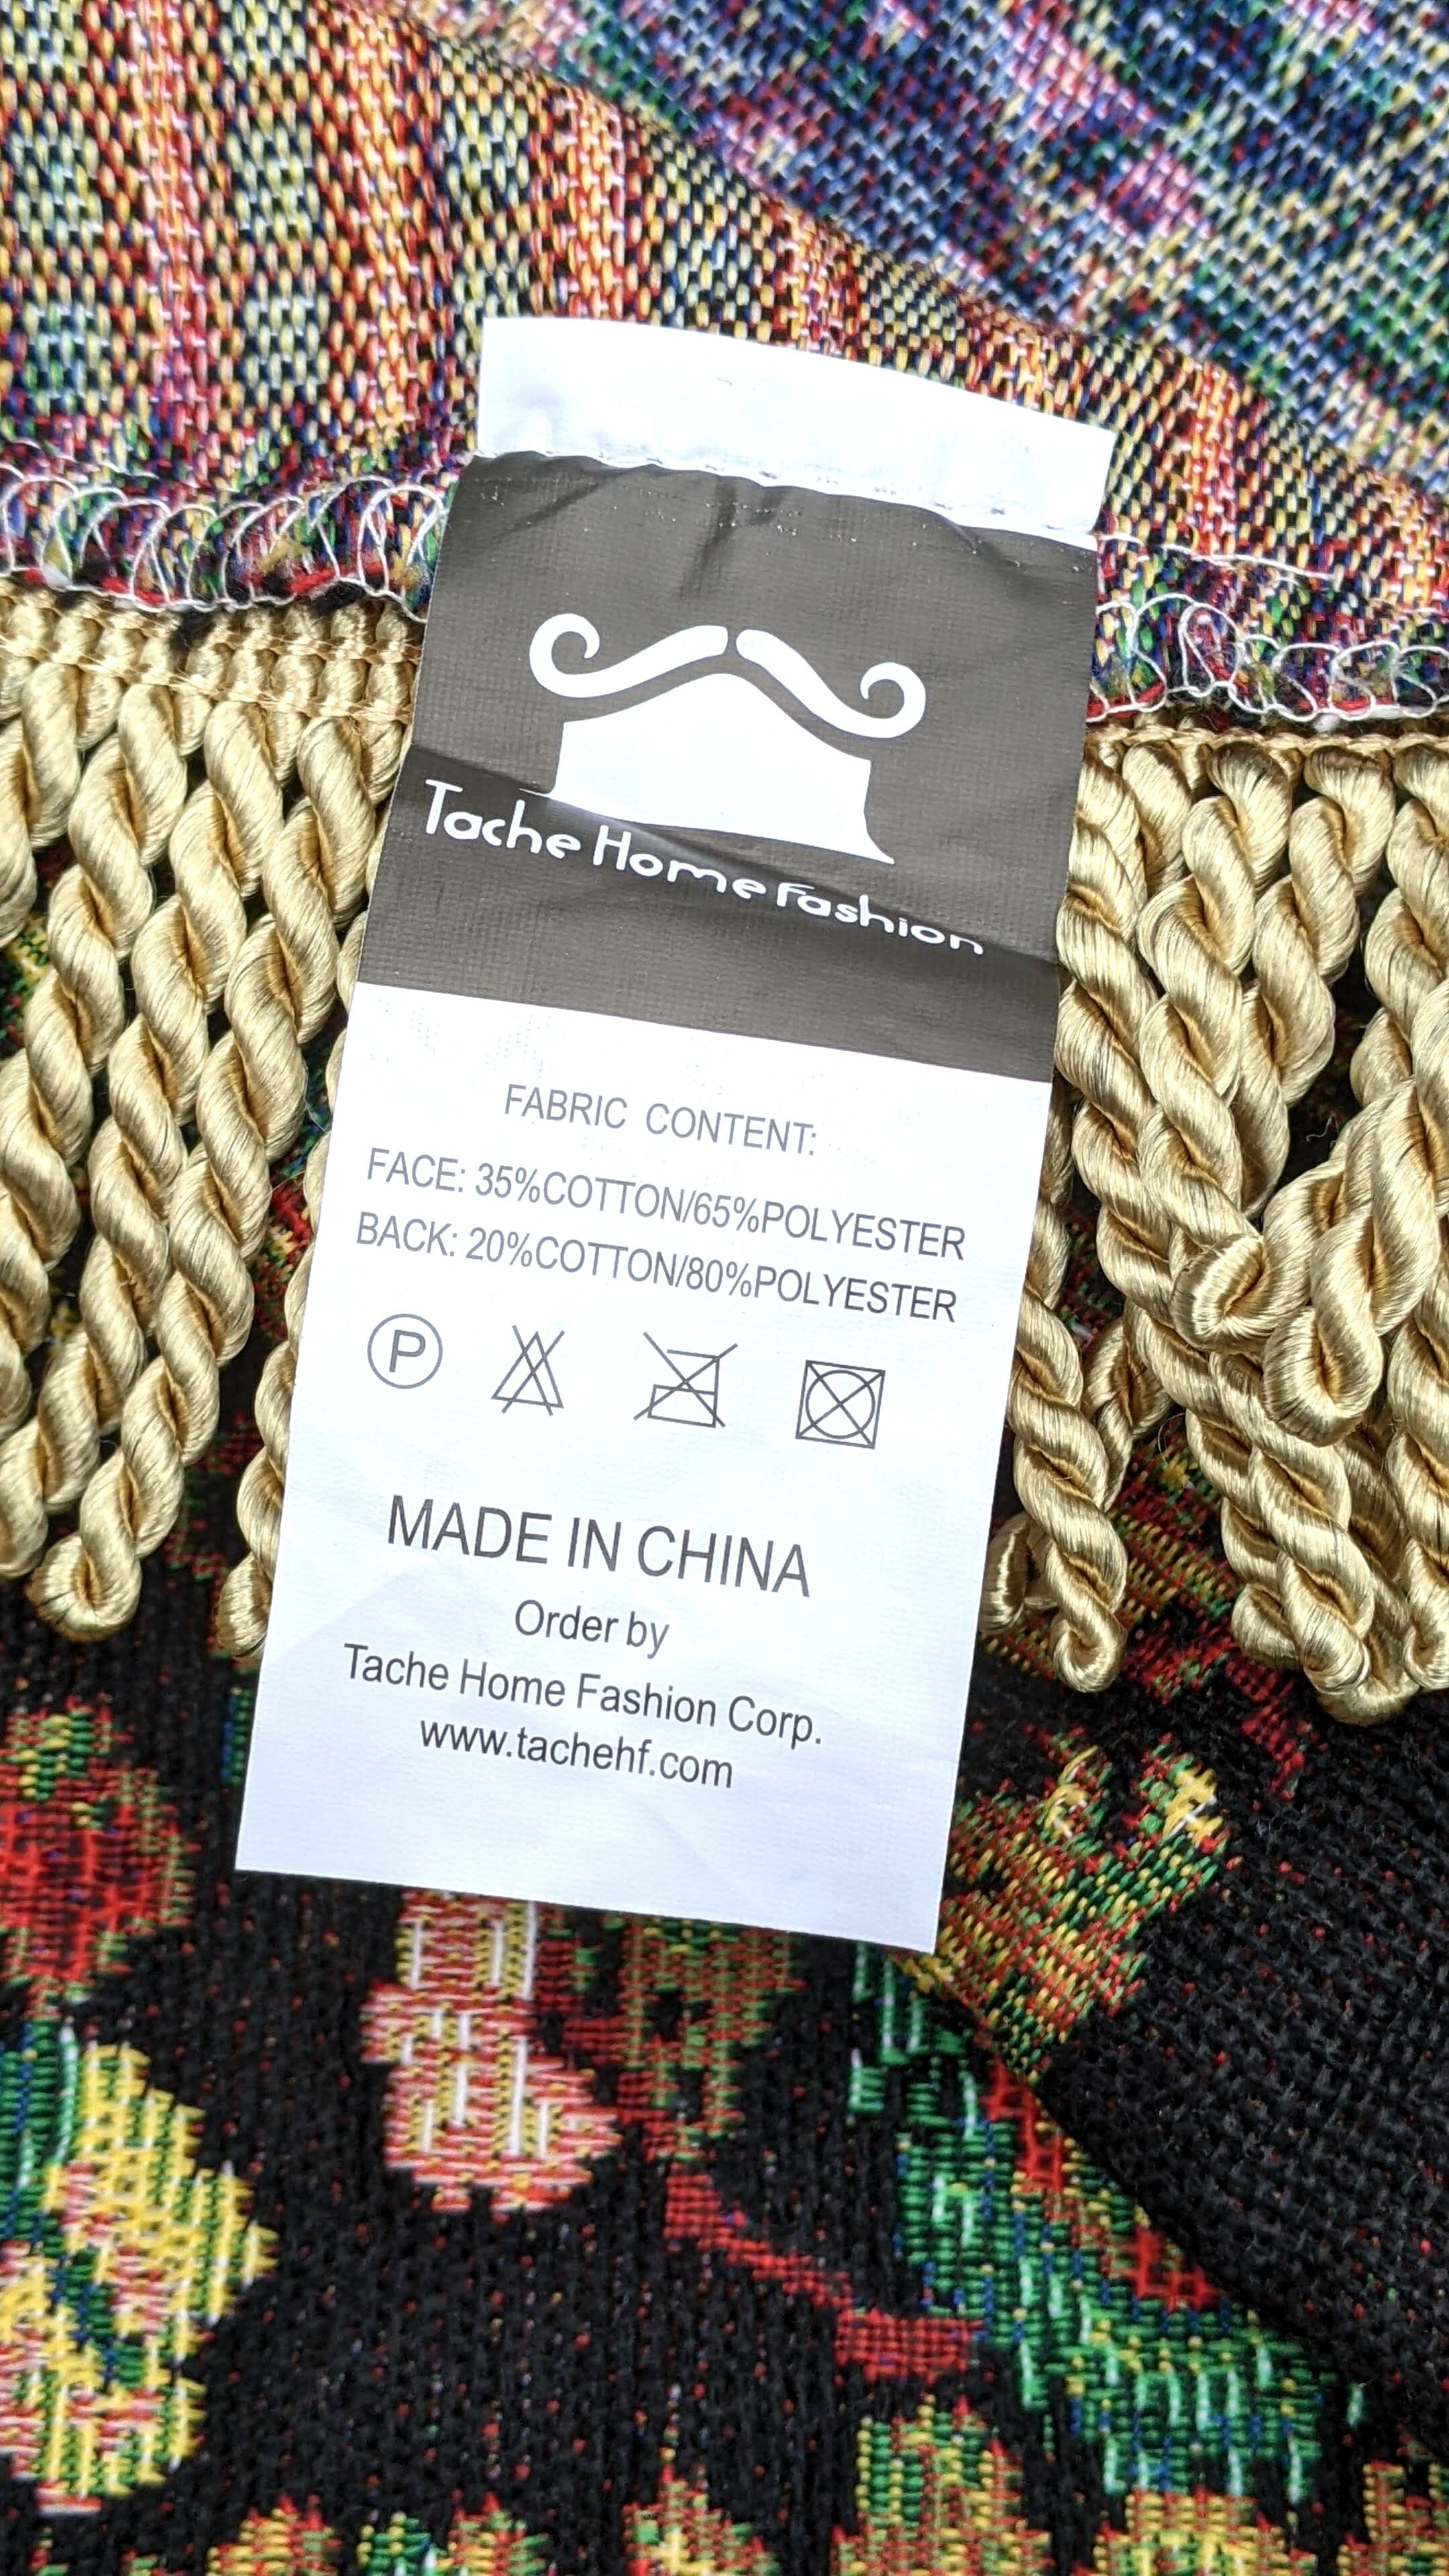 Tache Home Fashion
FABRIC CONTENT:
FACE: 35%COTTON/65%POLYESTER
BACK: 20%COTTON/80%POLYESTER
P
MADE IN CHINA
Order by
Tache Home Fashion Corp.
www.tachehf.com